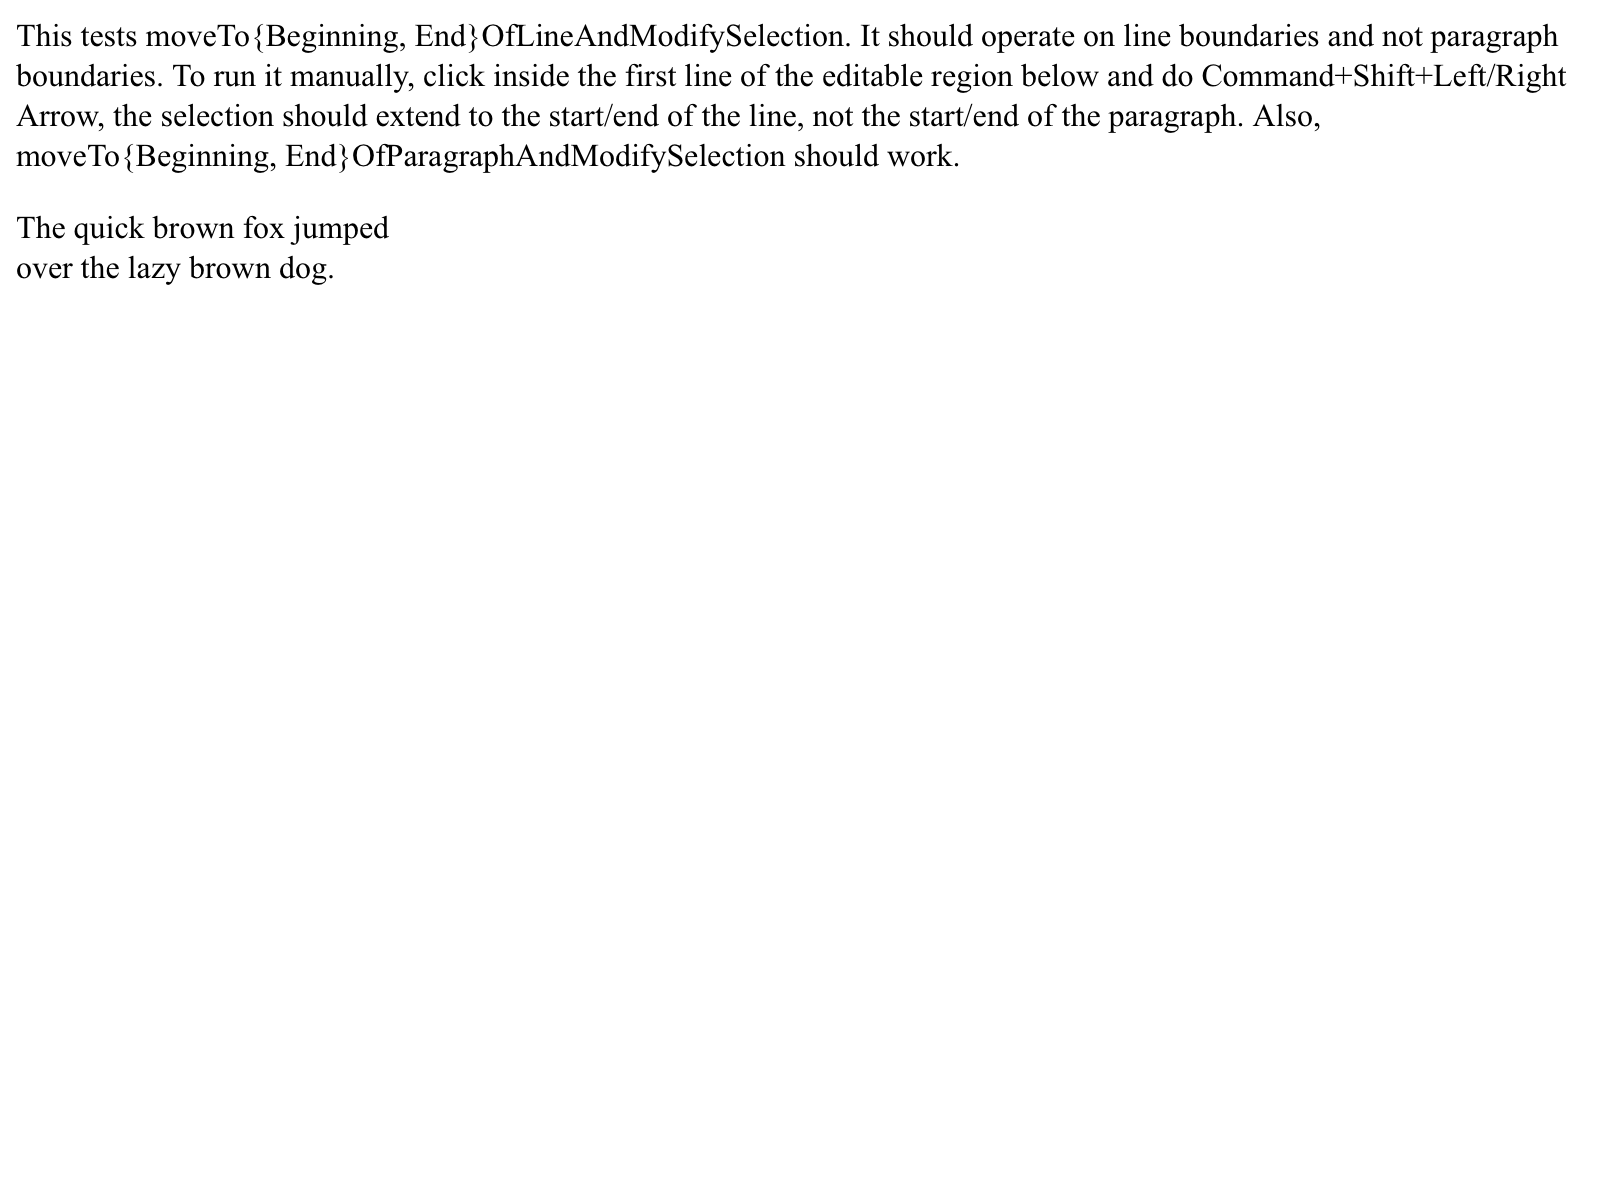 This tests moveTo{Beginning, End}OfLineAndModifySelection. It should operate on line boundaries and not paragraph
boundaries. To run it manually, click inside the first line of the editable region below and do Command+Shift+Left/Right
Arrow, the selection should extend to the start/end of the line, not the start/end of the paragraph. Also,
moveTo{Beginning, End}OfParagraphAndModifySelection should work.
The quick brown fox jumped
over the lazy brown dog.